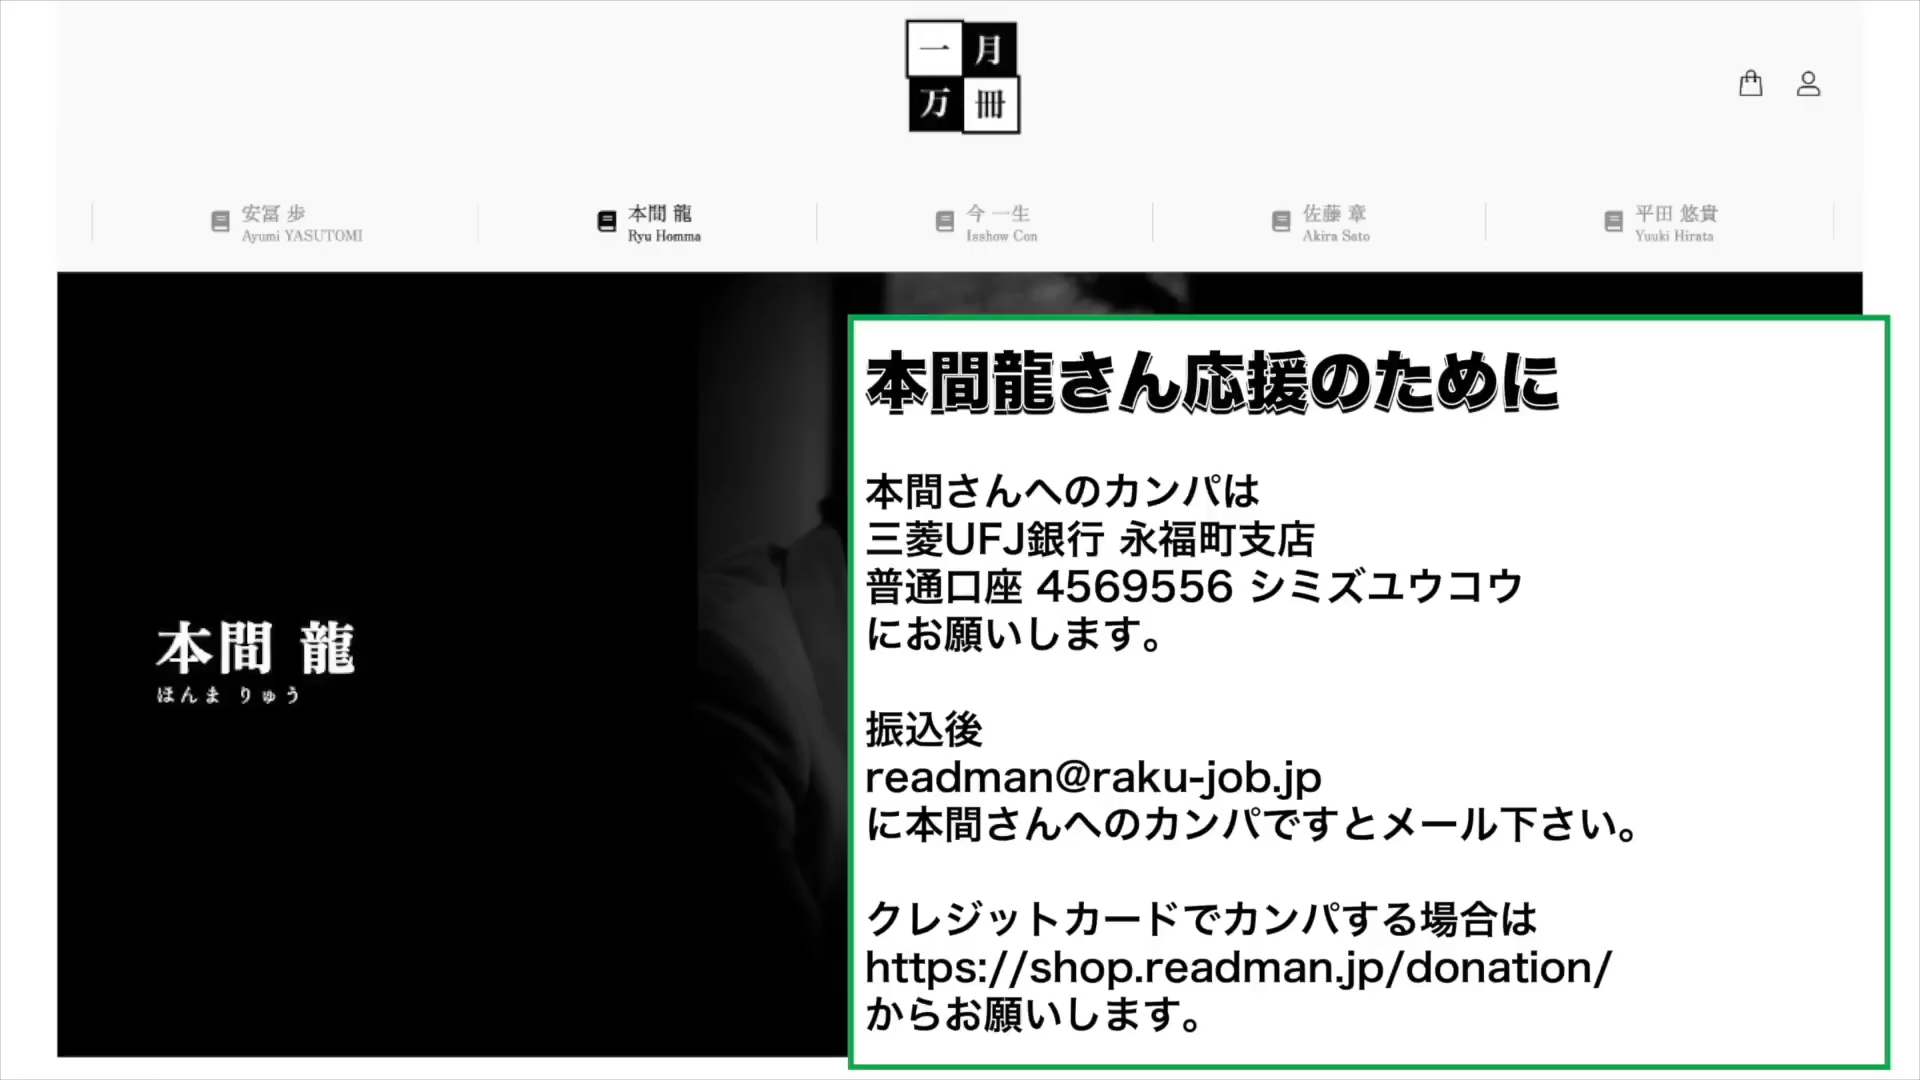 一月
万冊
安冨 歩
Ayumi YASUTOMI
本間 龍
Ryu Homma
今 一生
Isshow Con
佐藤 章
Akira Sato
平田 悠貴
Yuuki Hirata
本間 龍
ほんま りゅう
本間龍さん応援のために
本間さんへのカンパは
三菱UFJ銀行 永福町支店
普通口座 4569556 シミズユウコウ
にお願いします。
振込後
readman@raku-job.jp
に本間さんへのカンパですとメール下さい。
クレジットカードでカンパする場合は
https://shop.readman.jp/donation/
からお願いします。